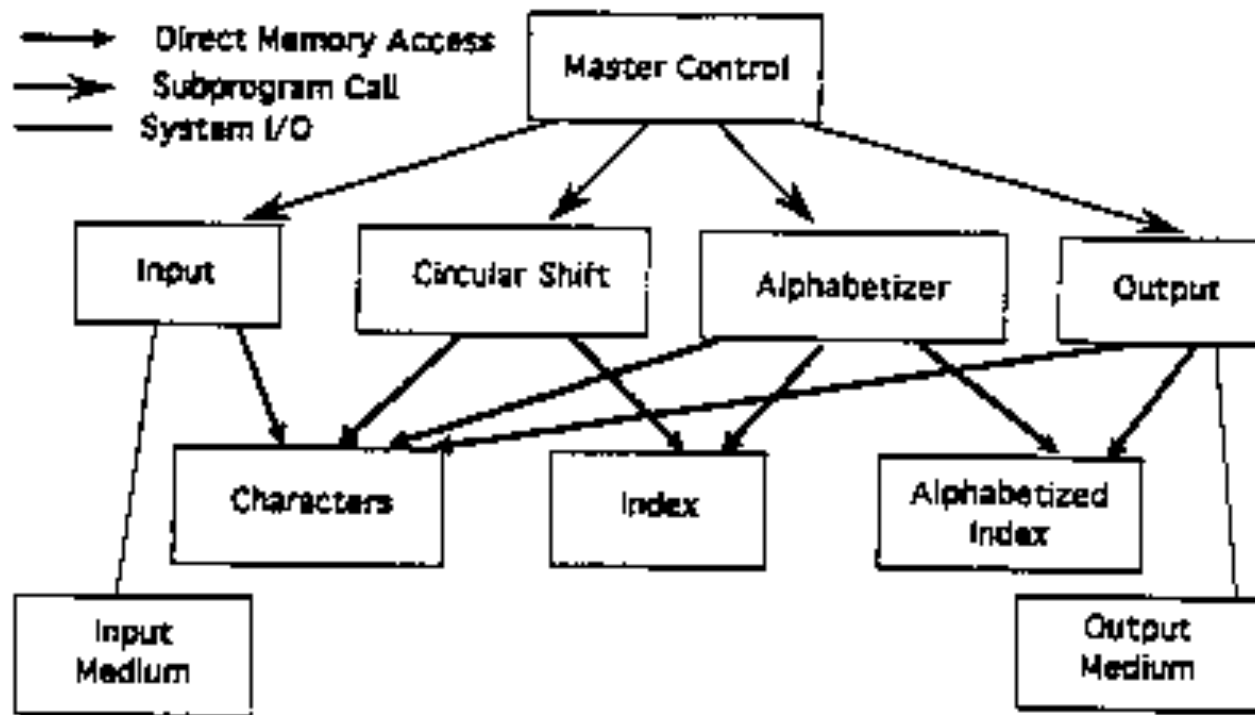 Direct Memory Access
Subprogram Call
System I/O
Master Control
Input
Circular Shift
Alphabetizer
Output
Characters
Index
Alphabetized
Index
Input
Medium
Output
Medium